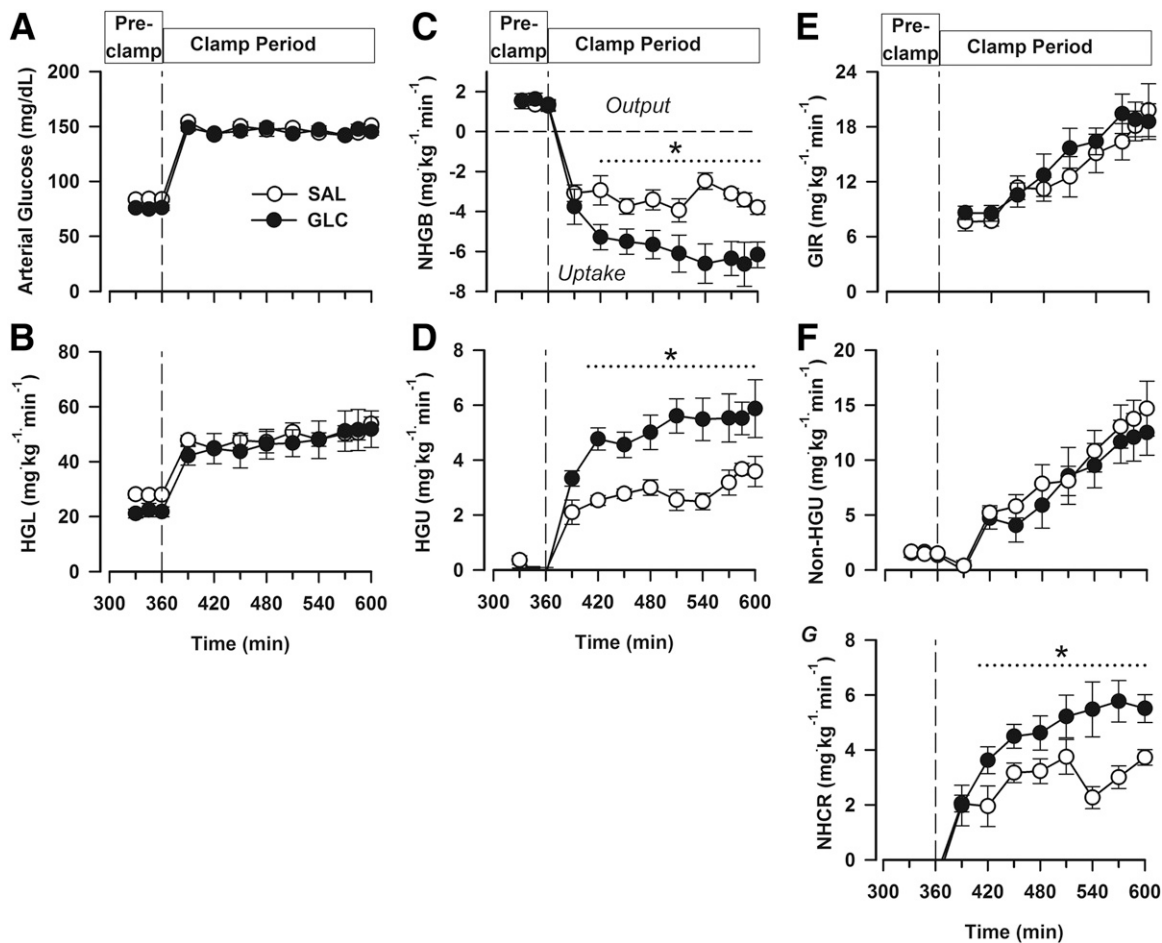 A
Pre-
clamp
Clamp Period
Arterial Glucose (mg/dL)
200
150
100
50
0
SAL
GLC
B
HGL (mg·kg-1·min-1)
80
60
40
20
0
300 360 420 480 540 600
Time (min)
C
Pre-
clamp
Clamp Period
NHGB (mg·kg-1·min-1)
2
0
-2
-4
-6
-8
Output
*
Uptake
D
HGU (mg·kg-1·min-1)
8
6
4
2
0
*
300 360 420 480 540 600
Time (min)
E
Pre-
clamp
Clamp Period
GIR (mg·kg-1·min-1)
24
18
12
6
0
F
Non-HGU (mg·kg-1·min-1)
20
15
10
5
0
G
NHCR (mg·kg-1·min-1)
8
6
4
2
0
*
300 360 420 480 540 600
Time (min)